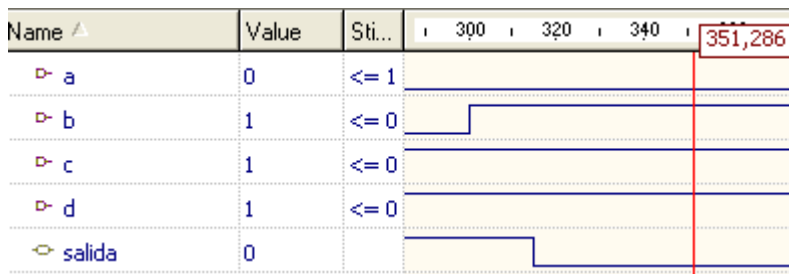 Name Value Sti... 300 320 340 351,286
a 0 <= 1
b 1 <= 0
c 1 <= 0
d 1 <= 0
salida 0